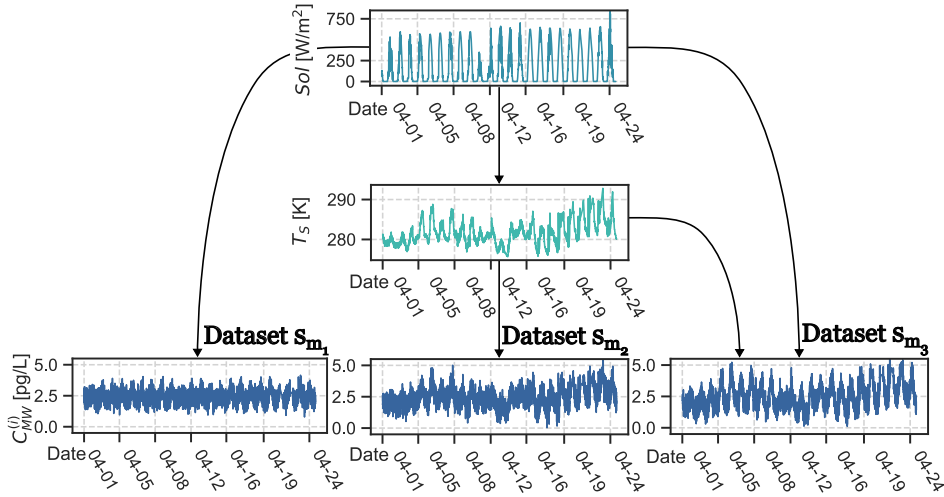 Sol [W/m²]
750
250
0
Date 04-01 04-05 04-08 04-12 04-16 04-19 04-24
T_S [K]
290
280
Date 04-01 04-05 04-08 04-12 04-16 04-19 04-24
Dataset s_m₁
C_MW^(i) [pg/L]
5.0
2.5
0.0
Date 04-01 04-05 04-08 04-12 04-16 04-19 04-24
Dataset s_m₂
5.0
2.5
0.0
Date 04-01 04-05 04-08 04-12 04-16 04-19 04-24
Dataset s_m₃
5.0
2.5
0.0
Date 04-01 04-05 04-08 04-12 04-16 04-19 04-24